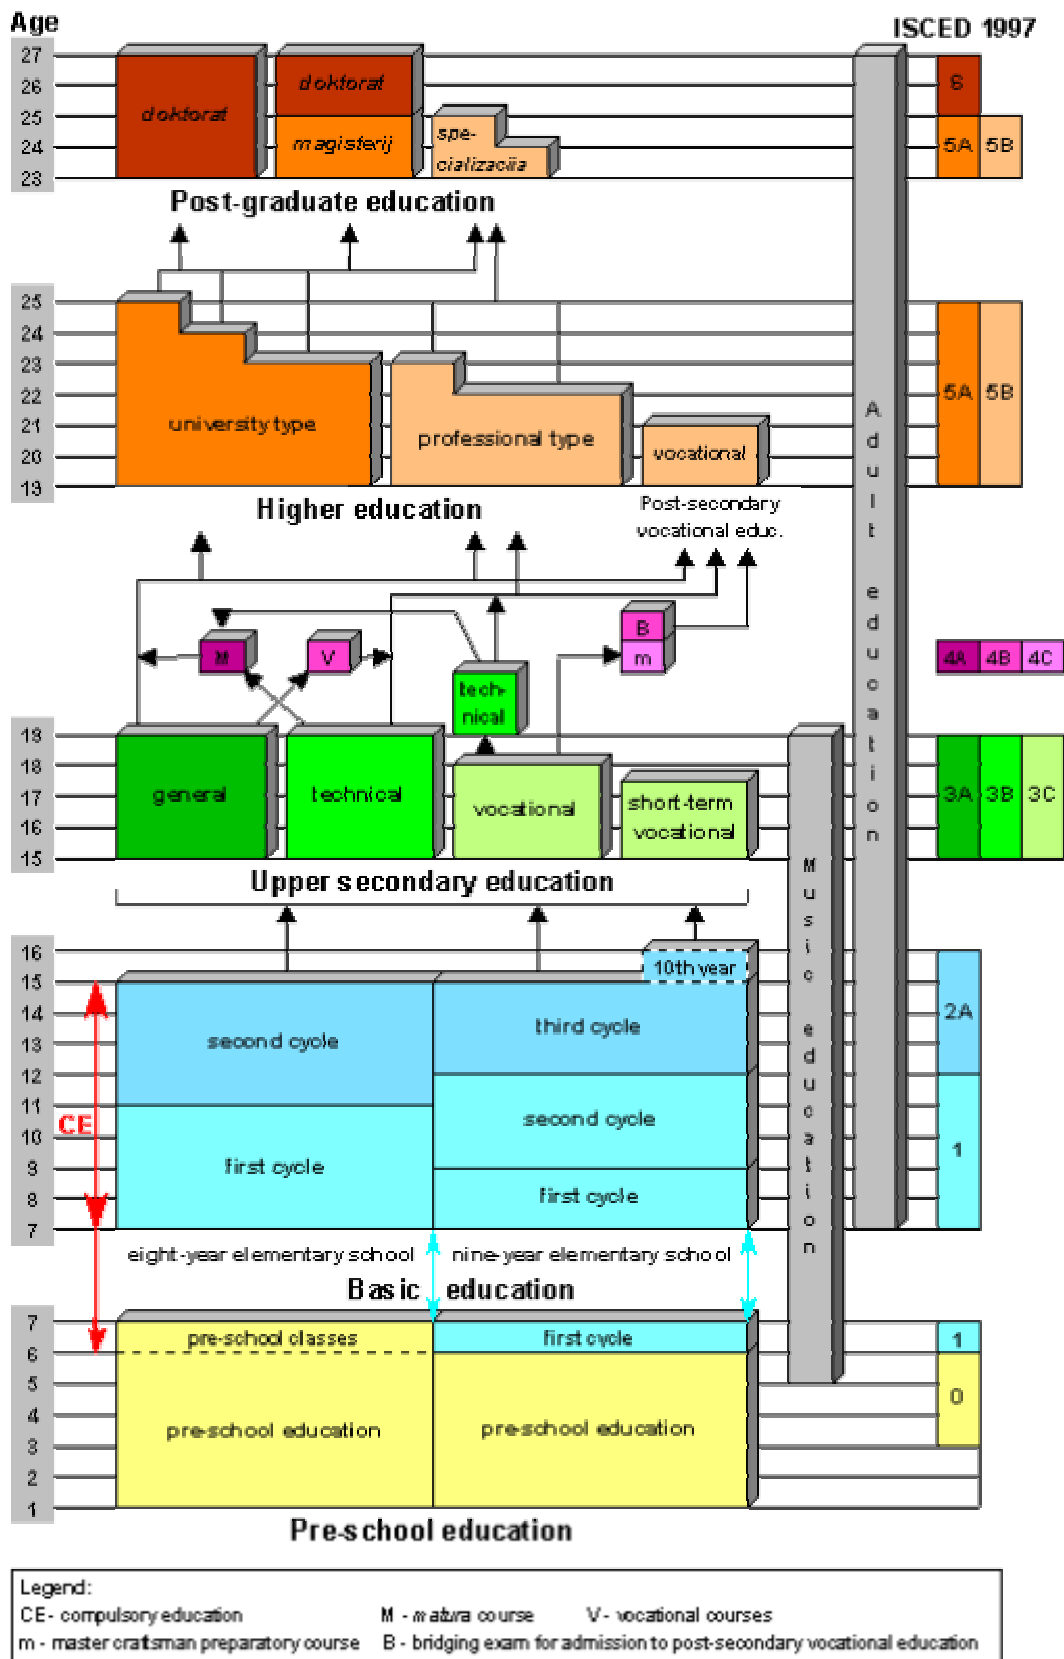 Age
ISCED 1997
27
26
25
24
23
doktorat
doktorat
magisterij
spe-
cializacija
6
5A
5B
Post-graduate education
25
24
23
22
21
20
19
university type
professional type
vocational
5A
5B
Higher education
Post-secondary
vocational educ.
M
V
B
m
tech-
nical
4A
4B
4C
19
18
17
16
15
general
technical
vocational
short-term
vocational
3A
3B
3C
Upper secondary education
Adult education
Music education
16
15
14
13
12
11
10
9
8
7
10th year
second cycle
third cycle
second cycle
first cycle
first cycle
CE
2A
1
eight-year elementary school
nine-year elementary school
Basic education
7
6
5
4
3
2
1
pre-school classes
first cycle
pre-school education
pre-school education
1
0
Pre-school education
Legend:
CE - compulsory education
M - matura course
V - vocational courses
m - master craftsman preparatory course
B - bridging exam for admission to post-secondary vocational education